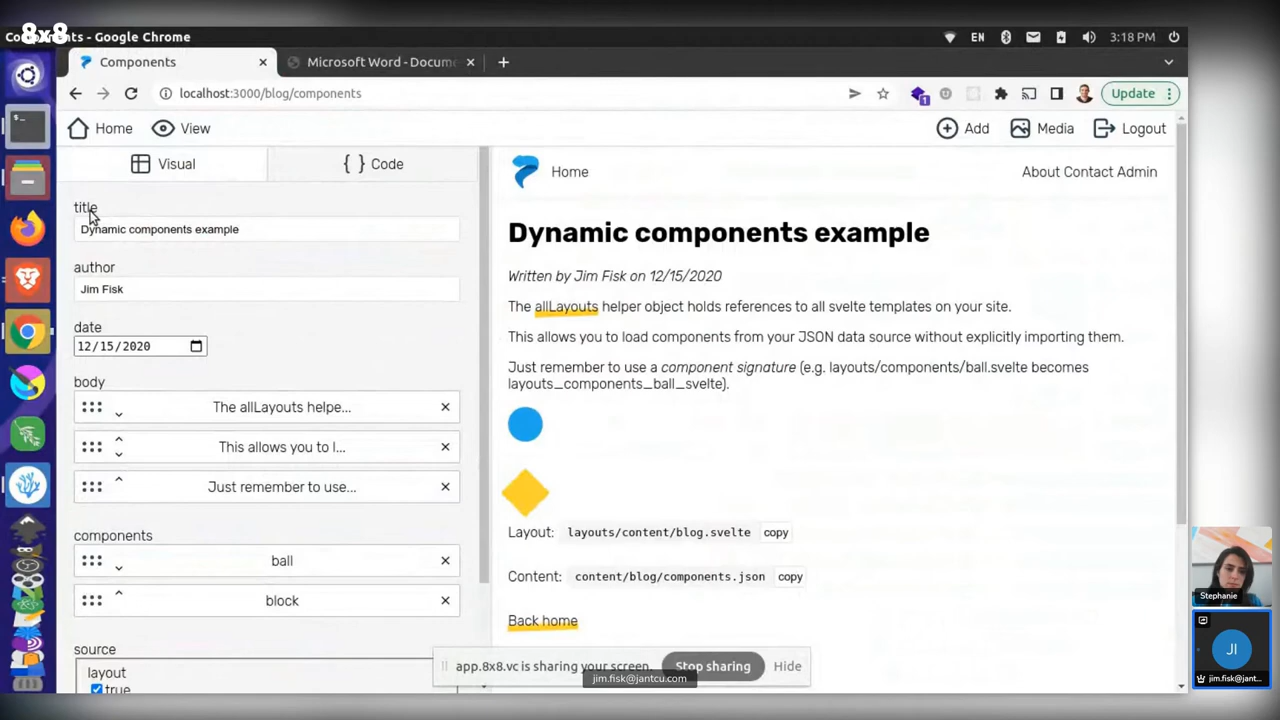 8x8
Components - Google Chrome
EN
3:18 PM
Components
Microsoft Word - Docume
localhost:3000/blog/components
1
Update
Home
View
Add
Media
Logout
Visual
{ } Code
title
Dynamic components example
author
Jim Fisk
date
12/15/2020
body
The allLayouts helpe...
This allows you to l...
Just remember to use...
components
ball
block
source
layout
true
Home
About Contact Admin
Dynamic components example
Written by Jim Fisk on 12/15/2020
The allLayouts helper object holds references to all svelte templates on your site.
This allows you to load components from your JSON data source without explicitly importing them.
Just remember to use a component signature (e.g. layouts/components/ball.svelte becomes
layouts_components_ball_svelte).
Layout: layouts/content/blog.svelte copy
Content: content/blog/components.json copy
Back home
app.8x8.vc is sharing your screen. Stop sharing Hide
jim.fisk@jantcu.com
Stephanie
JI
jim.fisk@jantc...